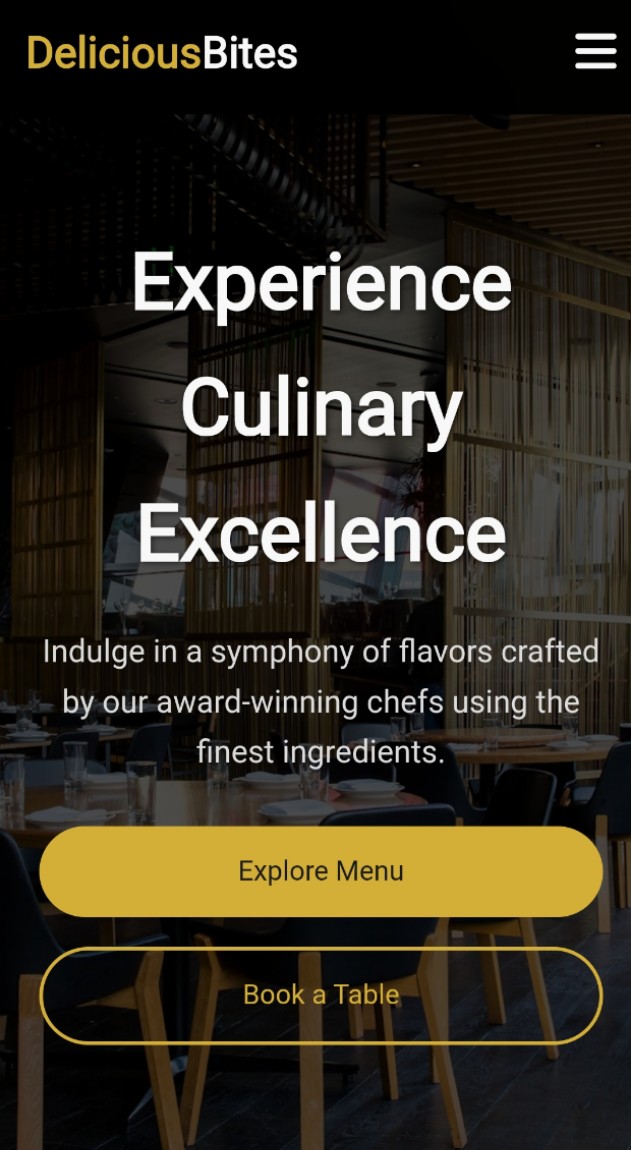 DeliciousBites
Experience
Culinary
Excellence
Indulge in a symphony of flavors crafted
by our award-winning chefs using the
finest ingredients.
Explore Menu
Book a Table